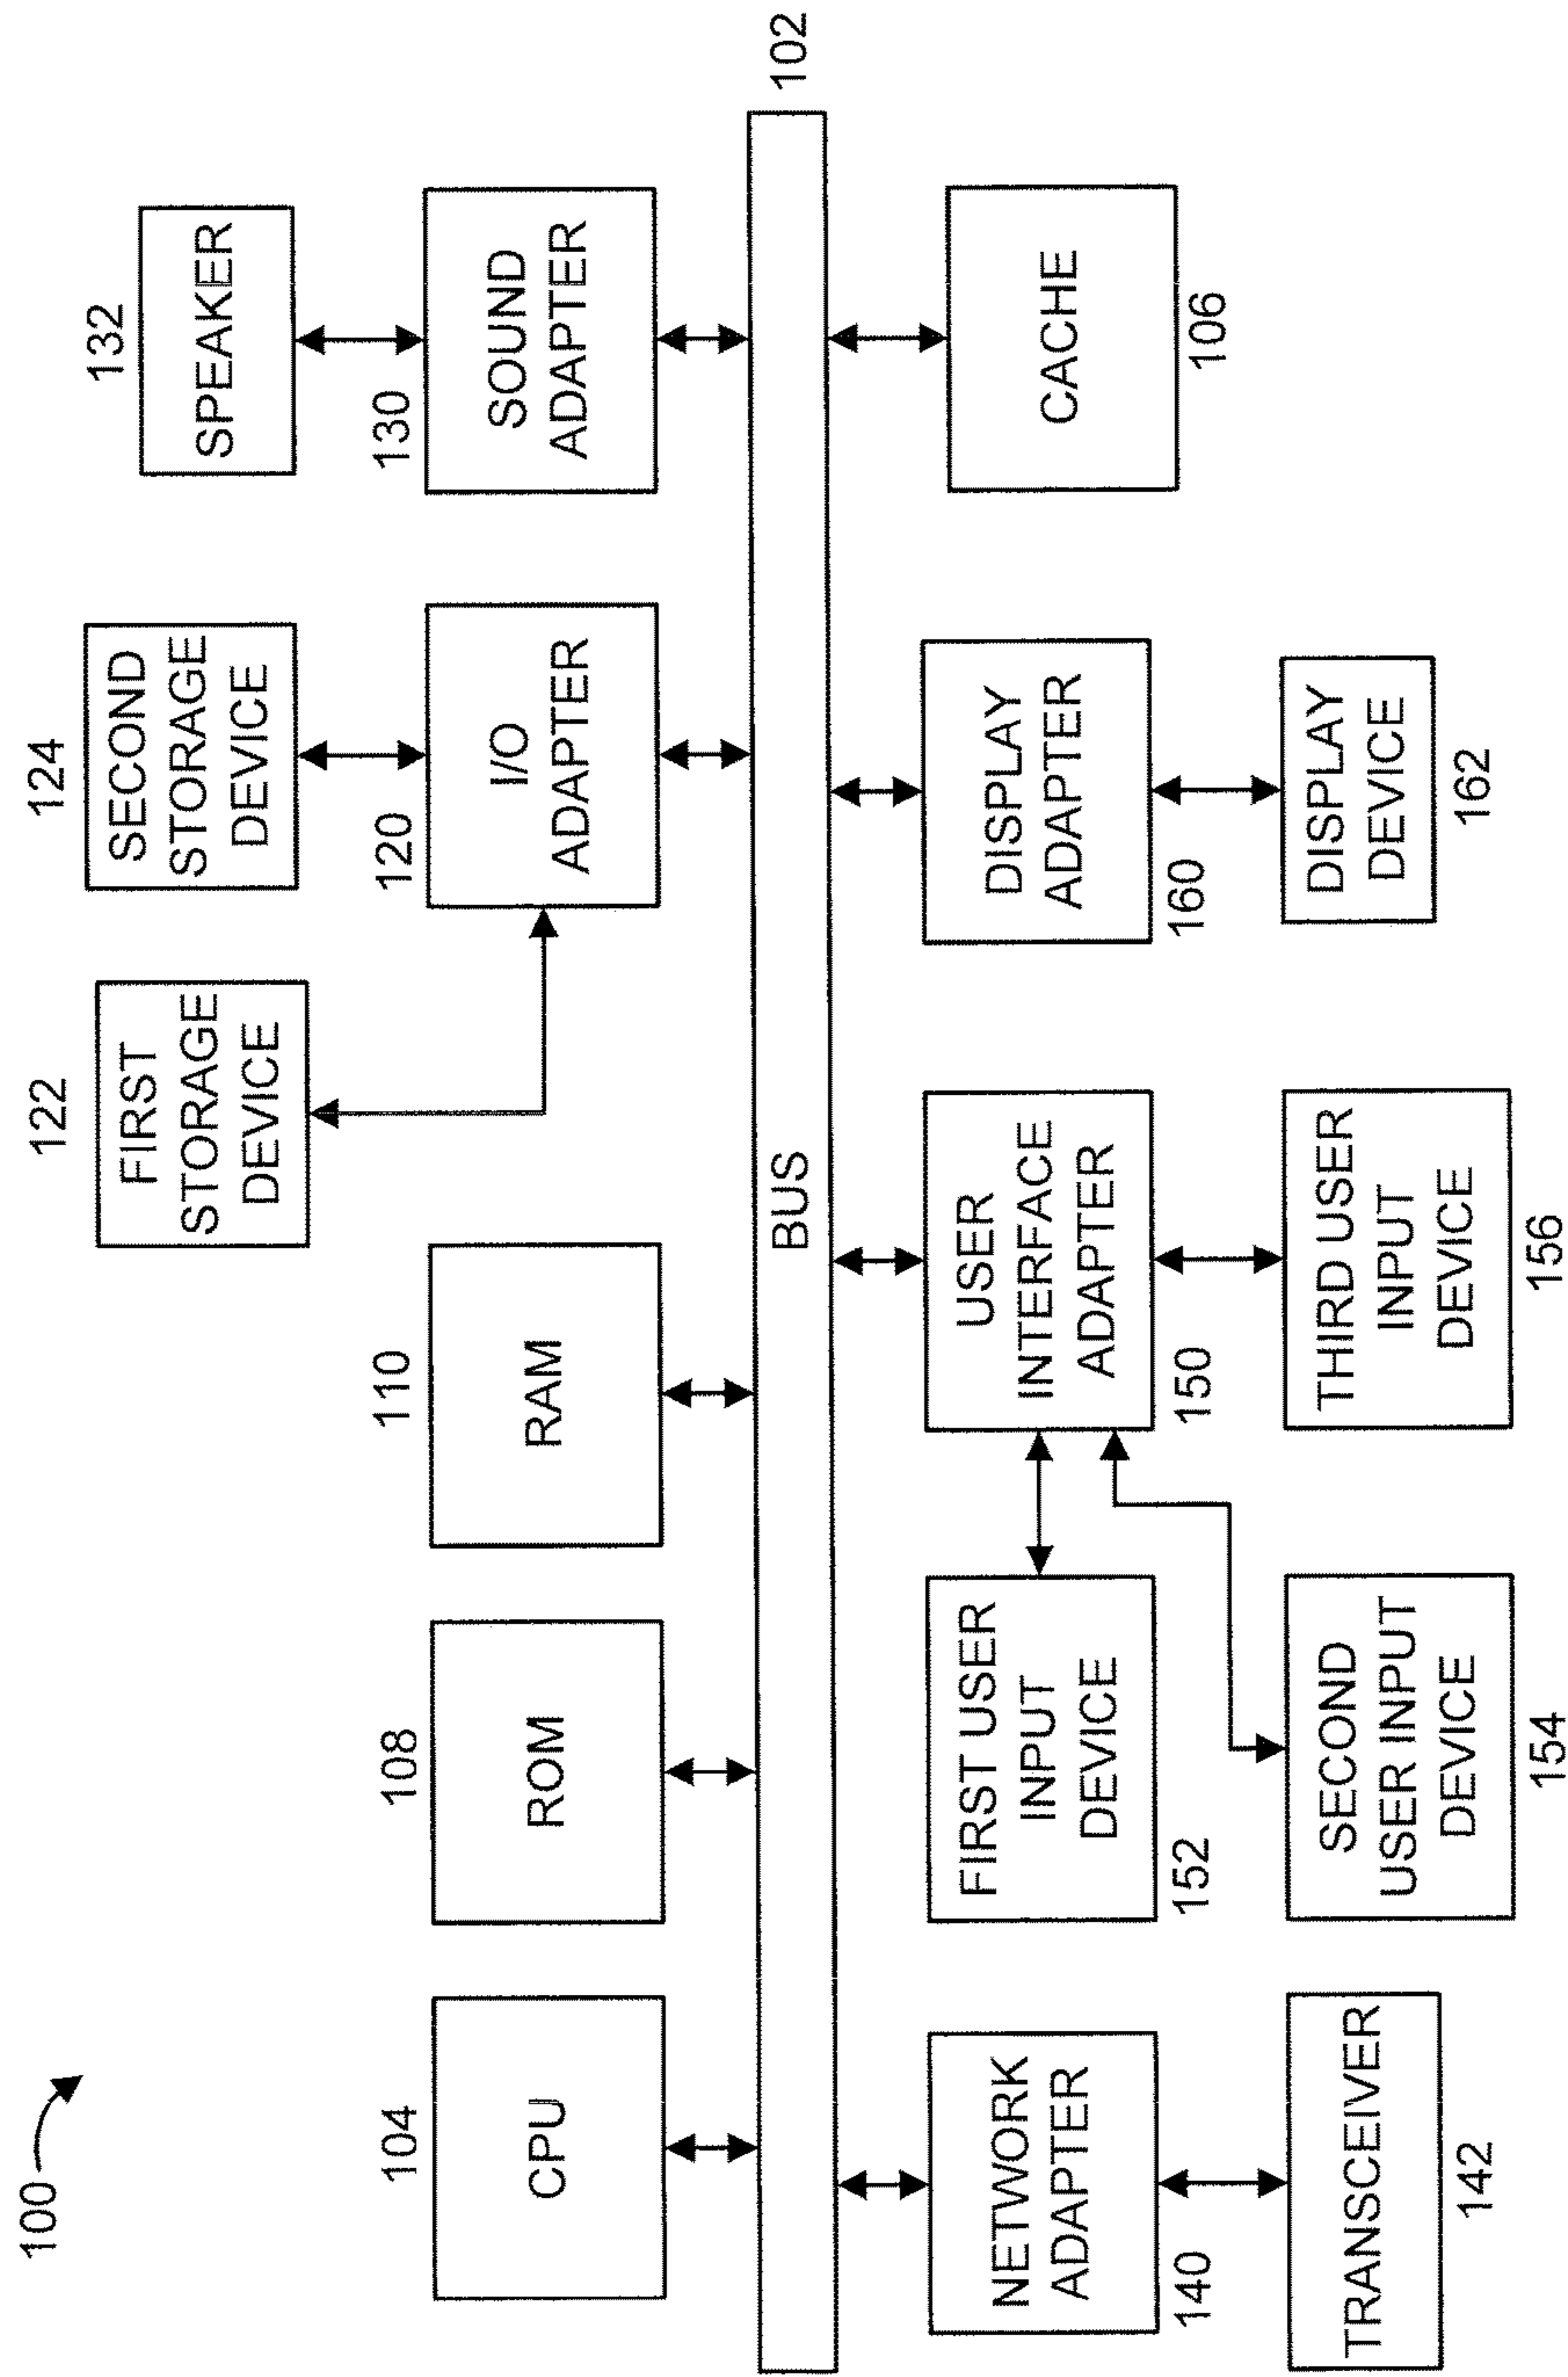 100
122
FIRST
STORAGE
DEVICE
124
SECOND
STORAGE
DEVICE
132
SPEAKER
104
CPU
108
ROM
110
RAM
120
I/O
ADAPTER
130
SOUND
ADAPTER
BUS
102
NETWORK
ADAPTER
140
FIRST USER
INPUT
DEVICE
152
USER
INTERFACE
ADAPTER
150
DISPLAY
ADAPTER
160
CACHE
106
TRANSCEIVER
142
SECOND
USER INPUT
DEVICE
154
THIRD USER
INPUT
DEVICE
156
DISPLAY
DEVICE
162